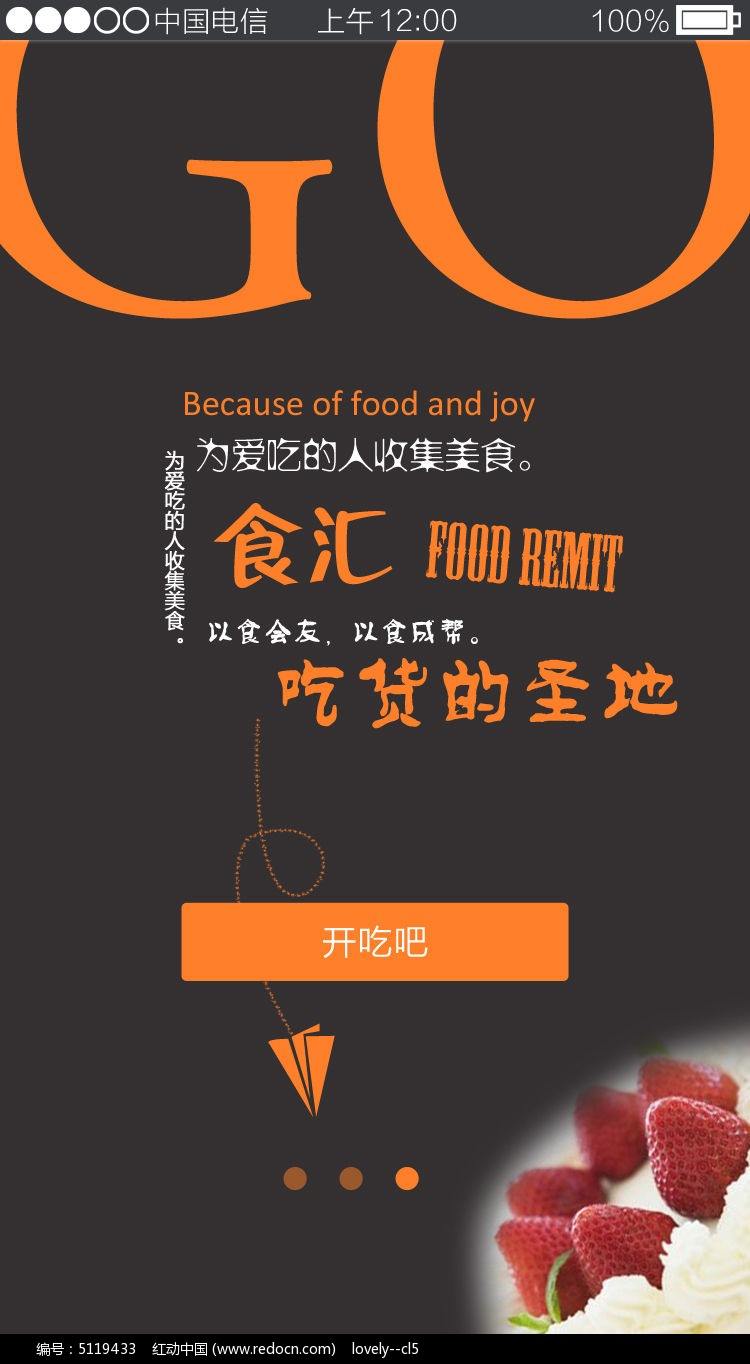 中国电信 上午12:00 100%
GO
Because of food and joy
为爱吃的人收集美食。
为爱吃的人收集美食。
食汇 FOOD REMIT
以食会友，以食成帮。
吃货的圣地
开吃吧
编号：5119433 红动中国 (www.redocn.com) lovely--cl5